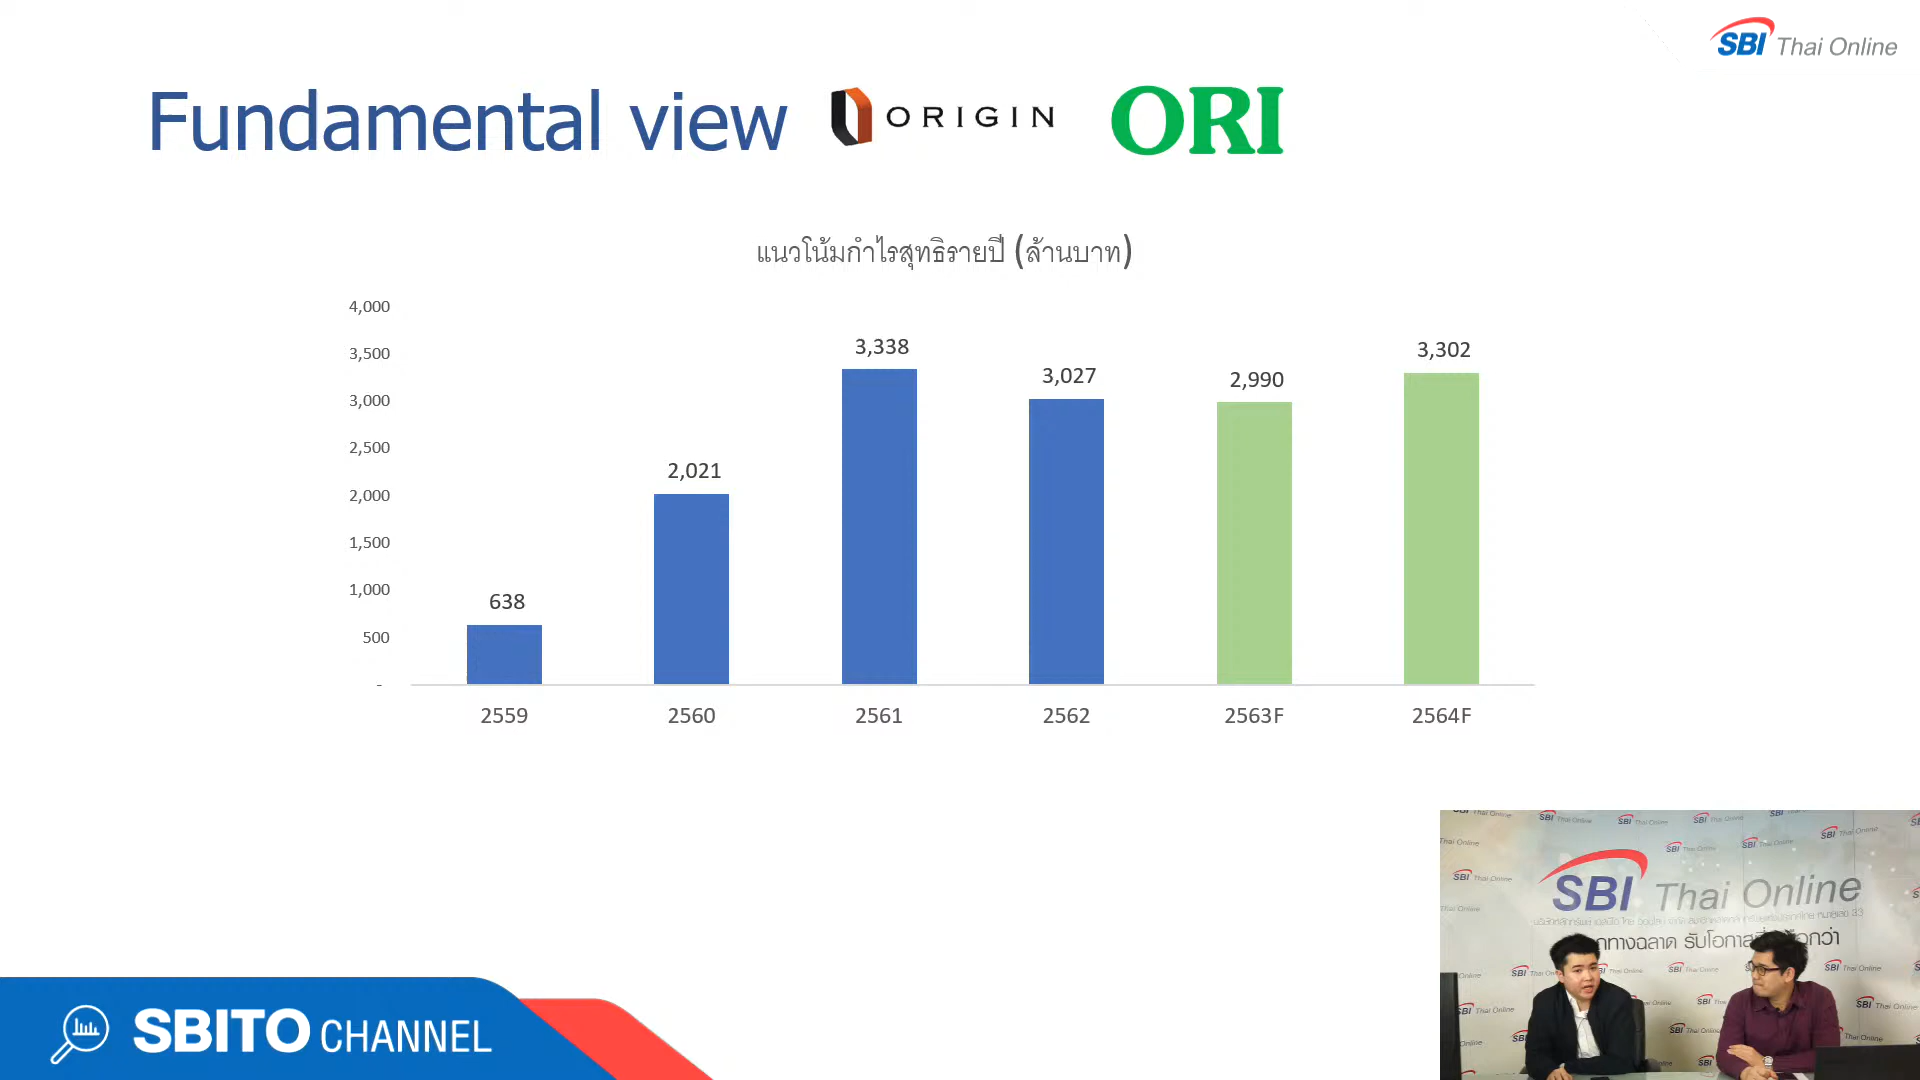 SBI Thai Online
Fundamental view ORIGIN ORI
แนวโน้มกำไรสุทธิรายปี (ล้านบาท)
4,000
3,500
3,000
2,500
2,000
1,500
1,000
500
-
638
2,021
3,338
3,027
2,990
3,302
2559 2560 2561 2562 2563F 2564F
SBI Thai Online
SBITO CHANNEL